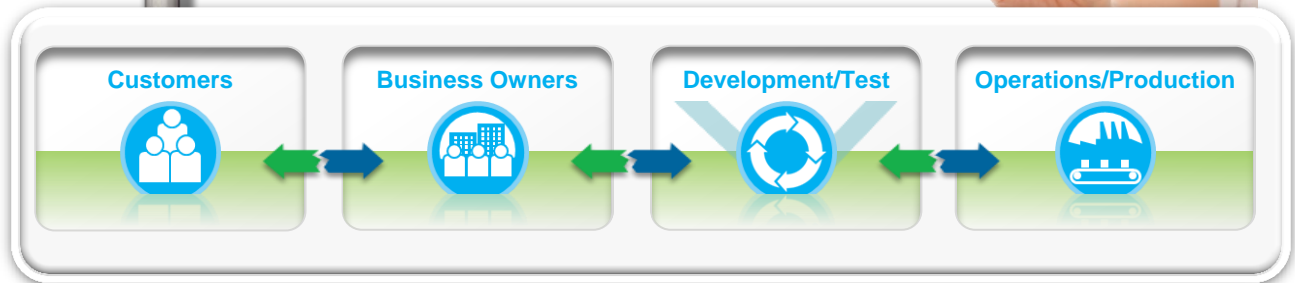 Customers
Business Owners
Development/Test
Operations/Production